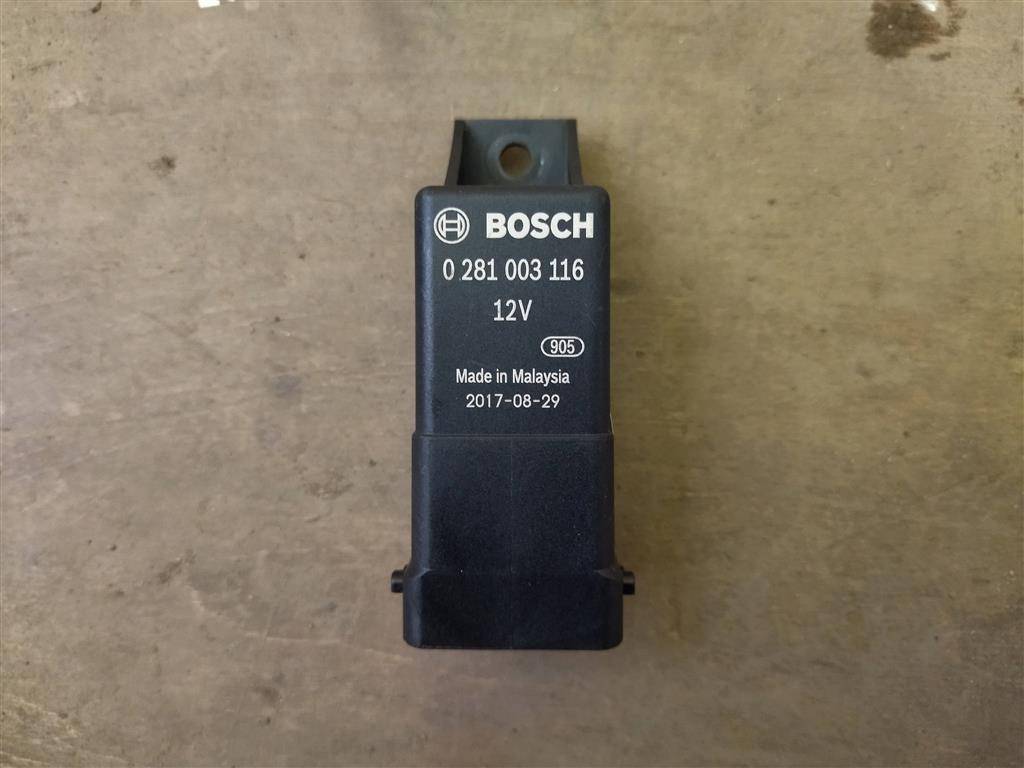 BOSCH
0 281 003 116
12V
905
Made in Malaysia
2017-08-29